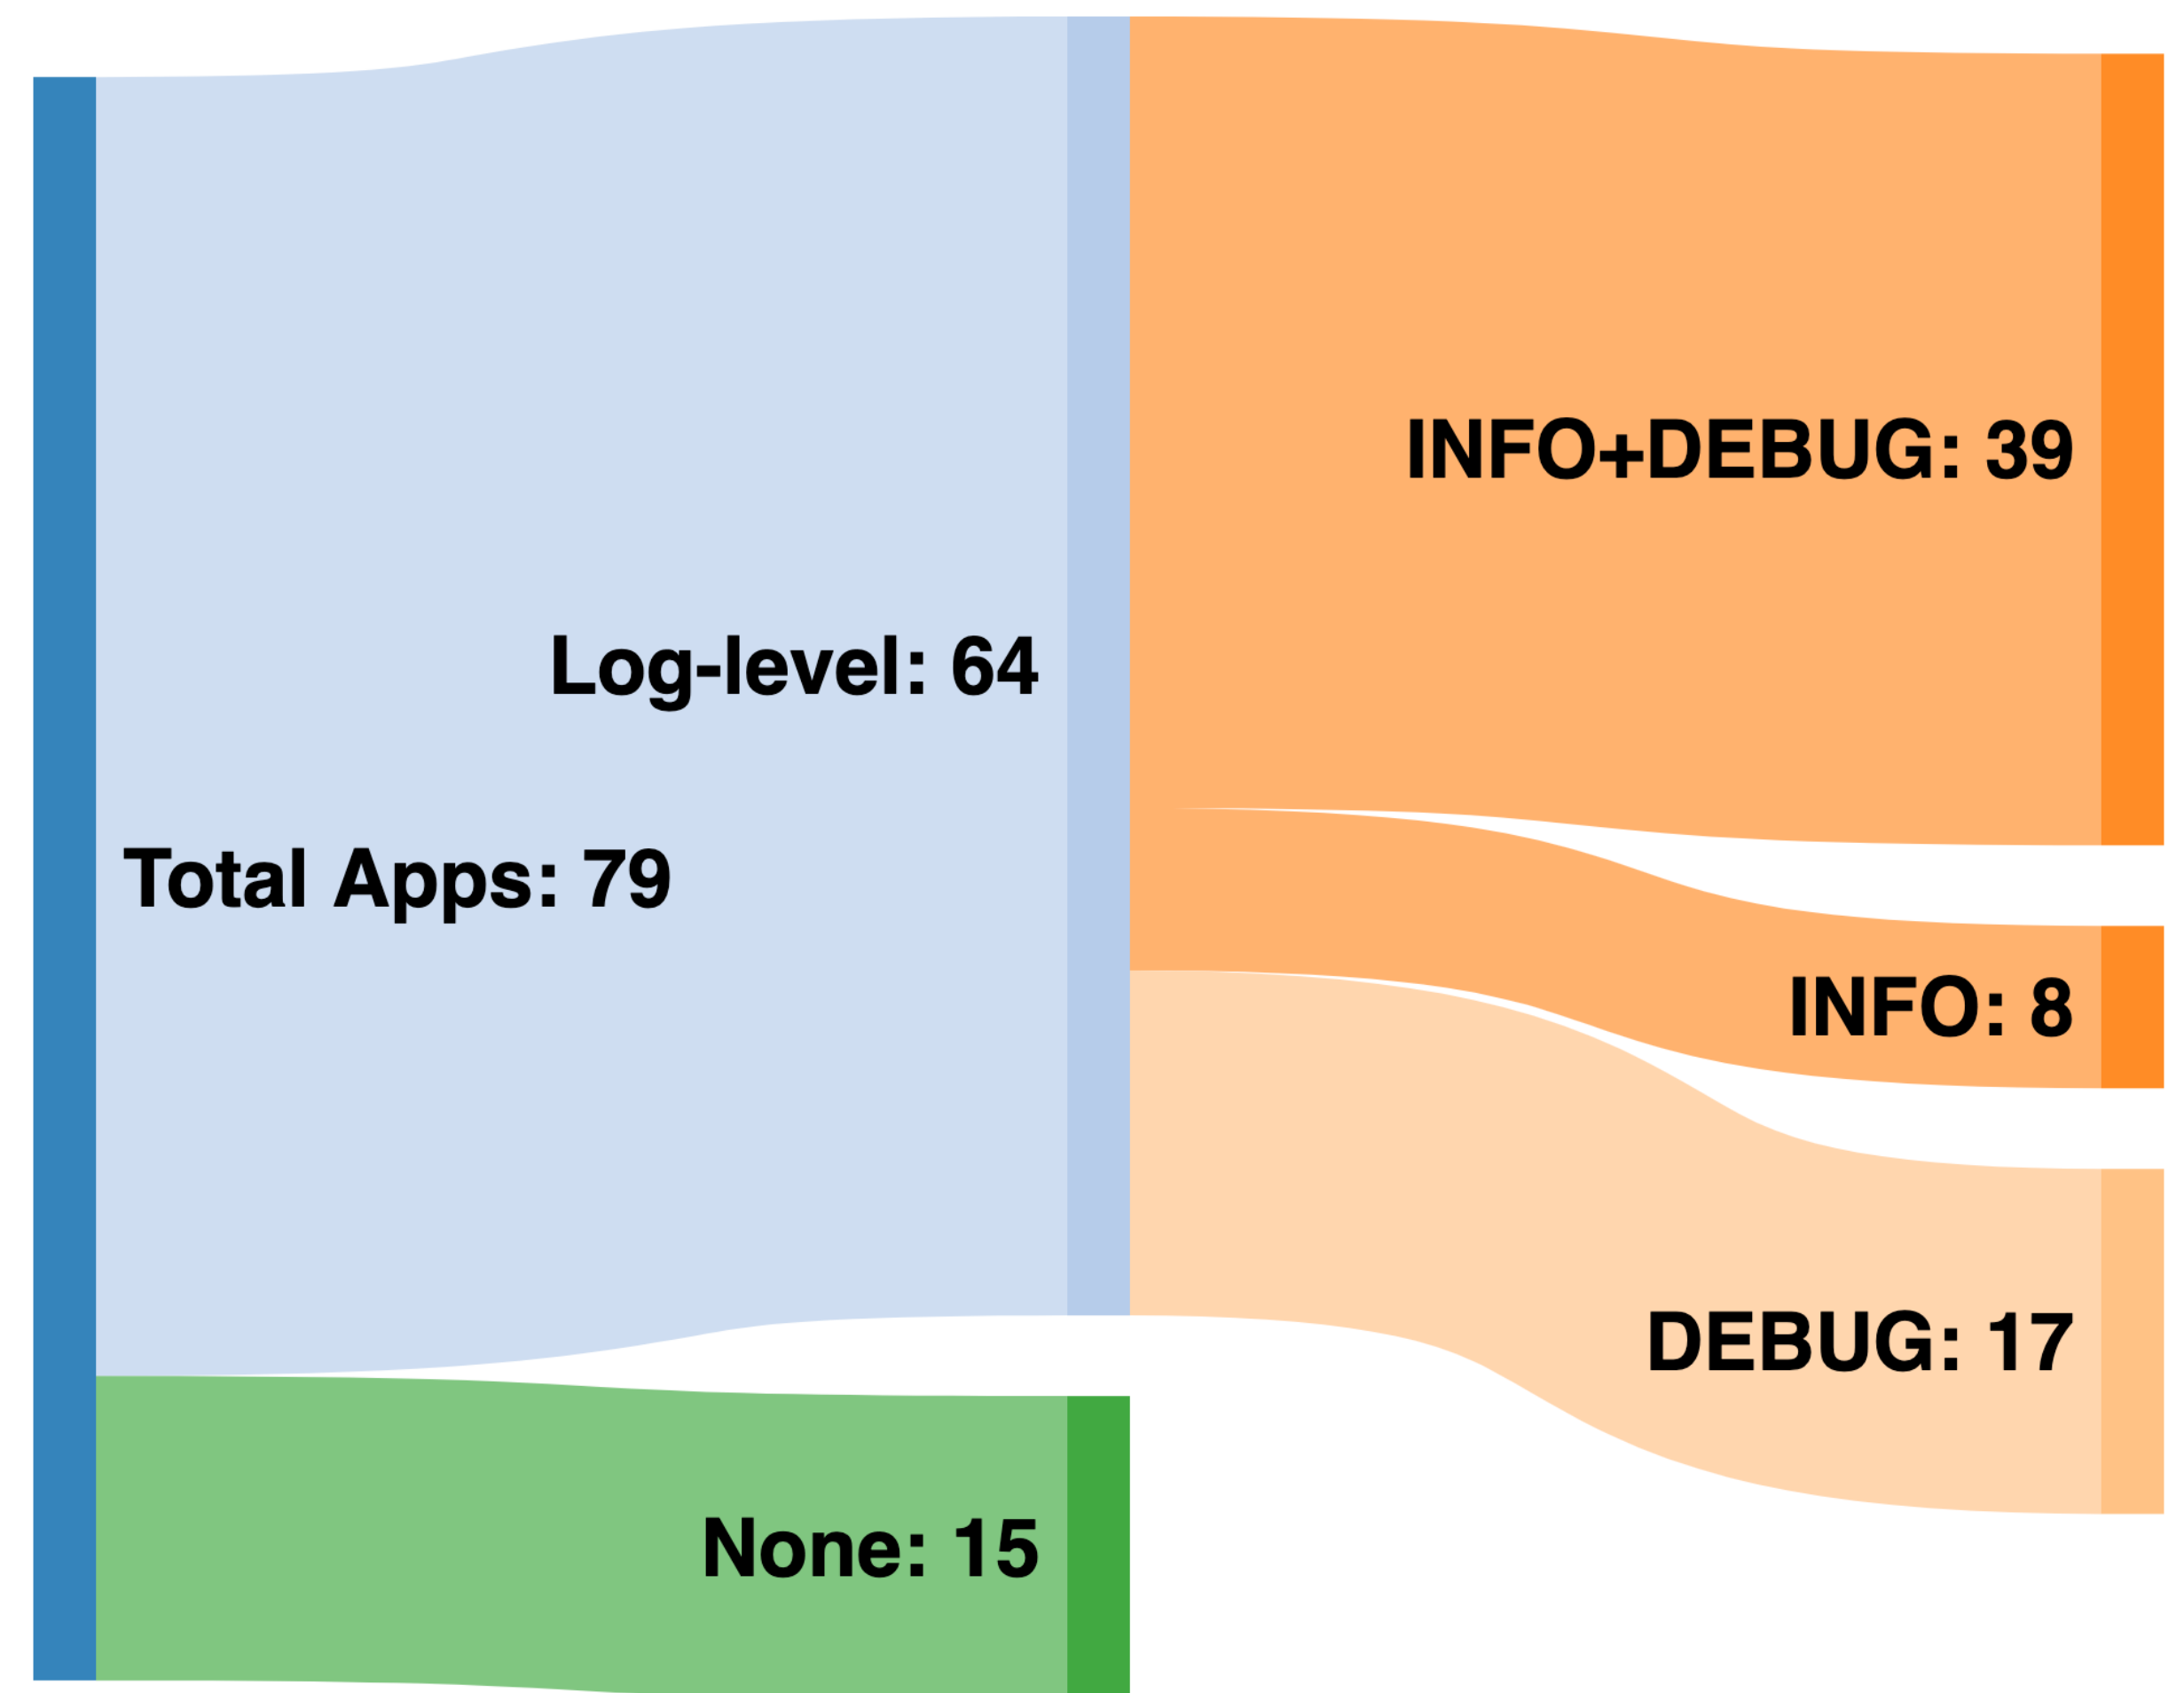 Total Apps: 79
Log-level: 64
None: 15
INFO+DEBUG: 39
INFO: 8
DEBUG: 17